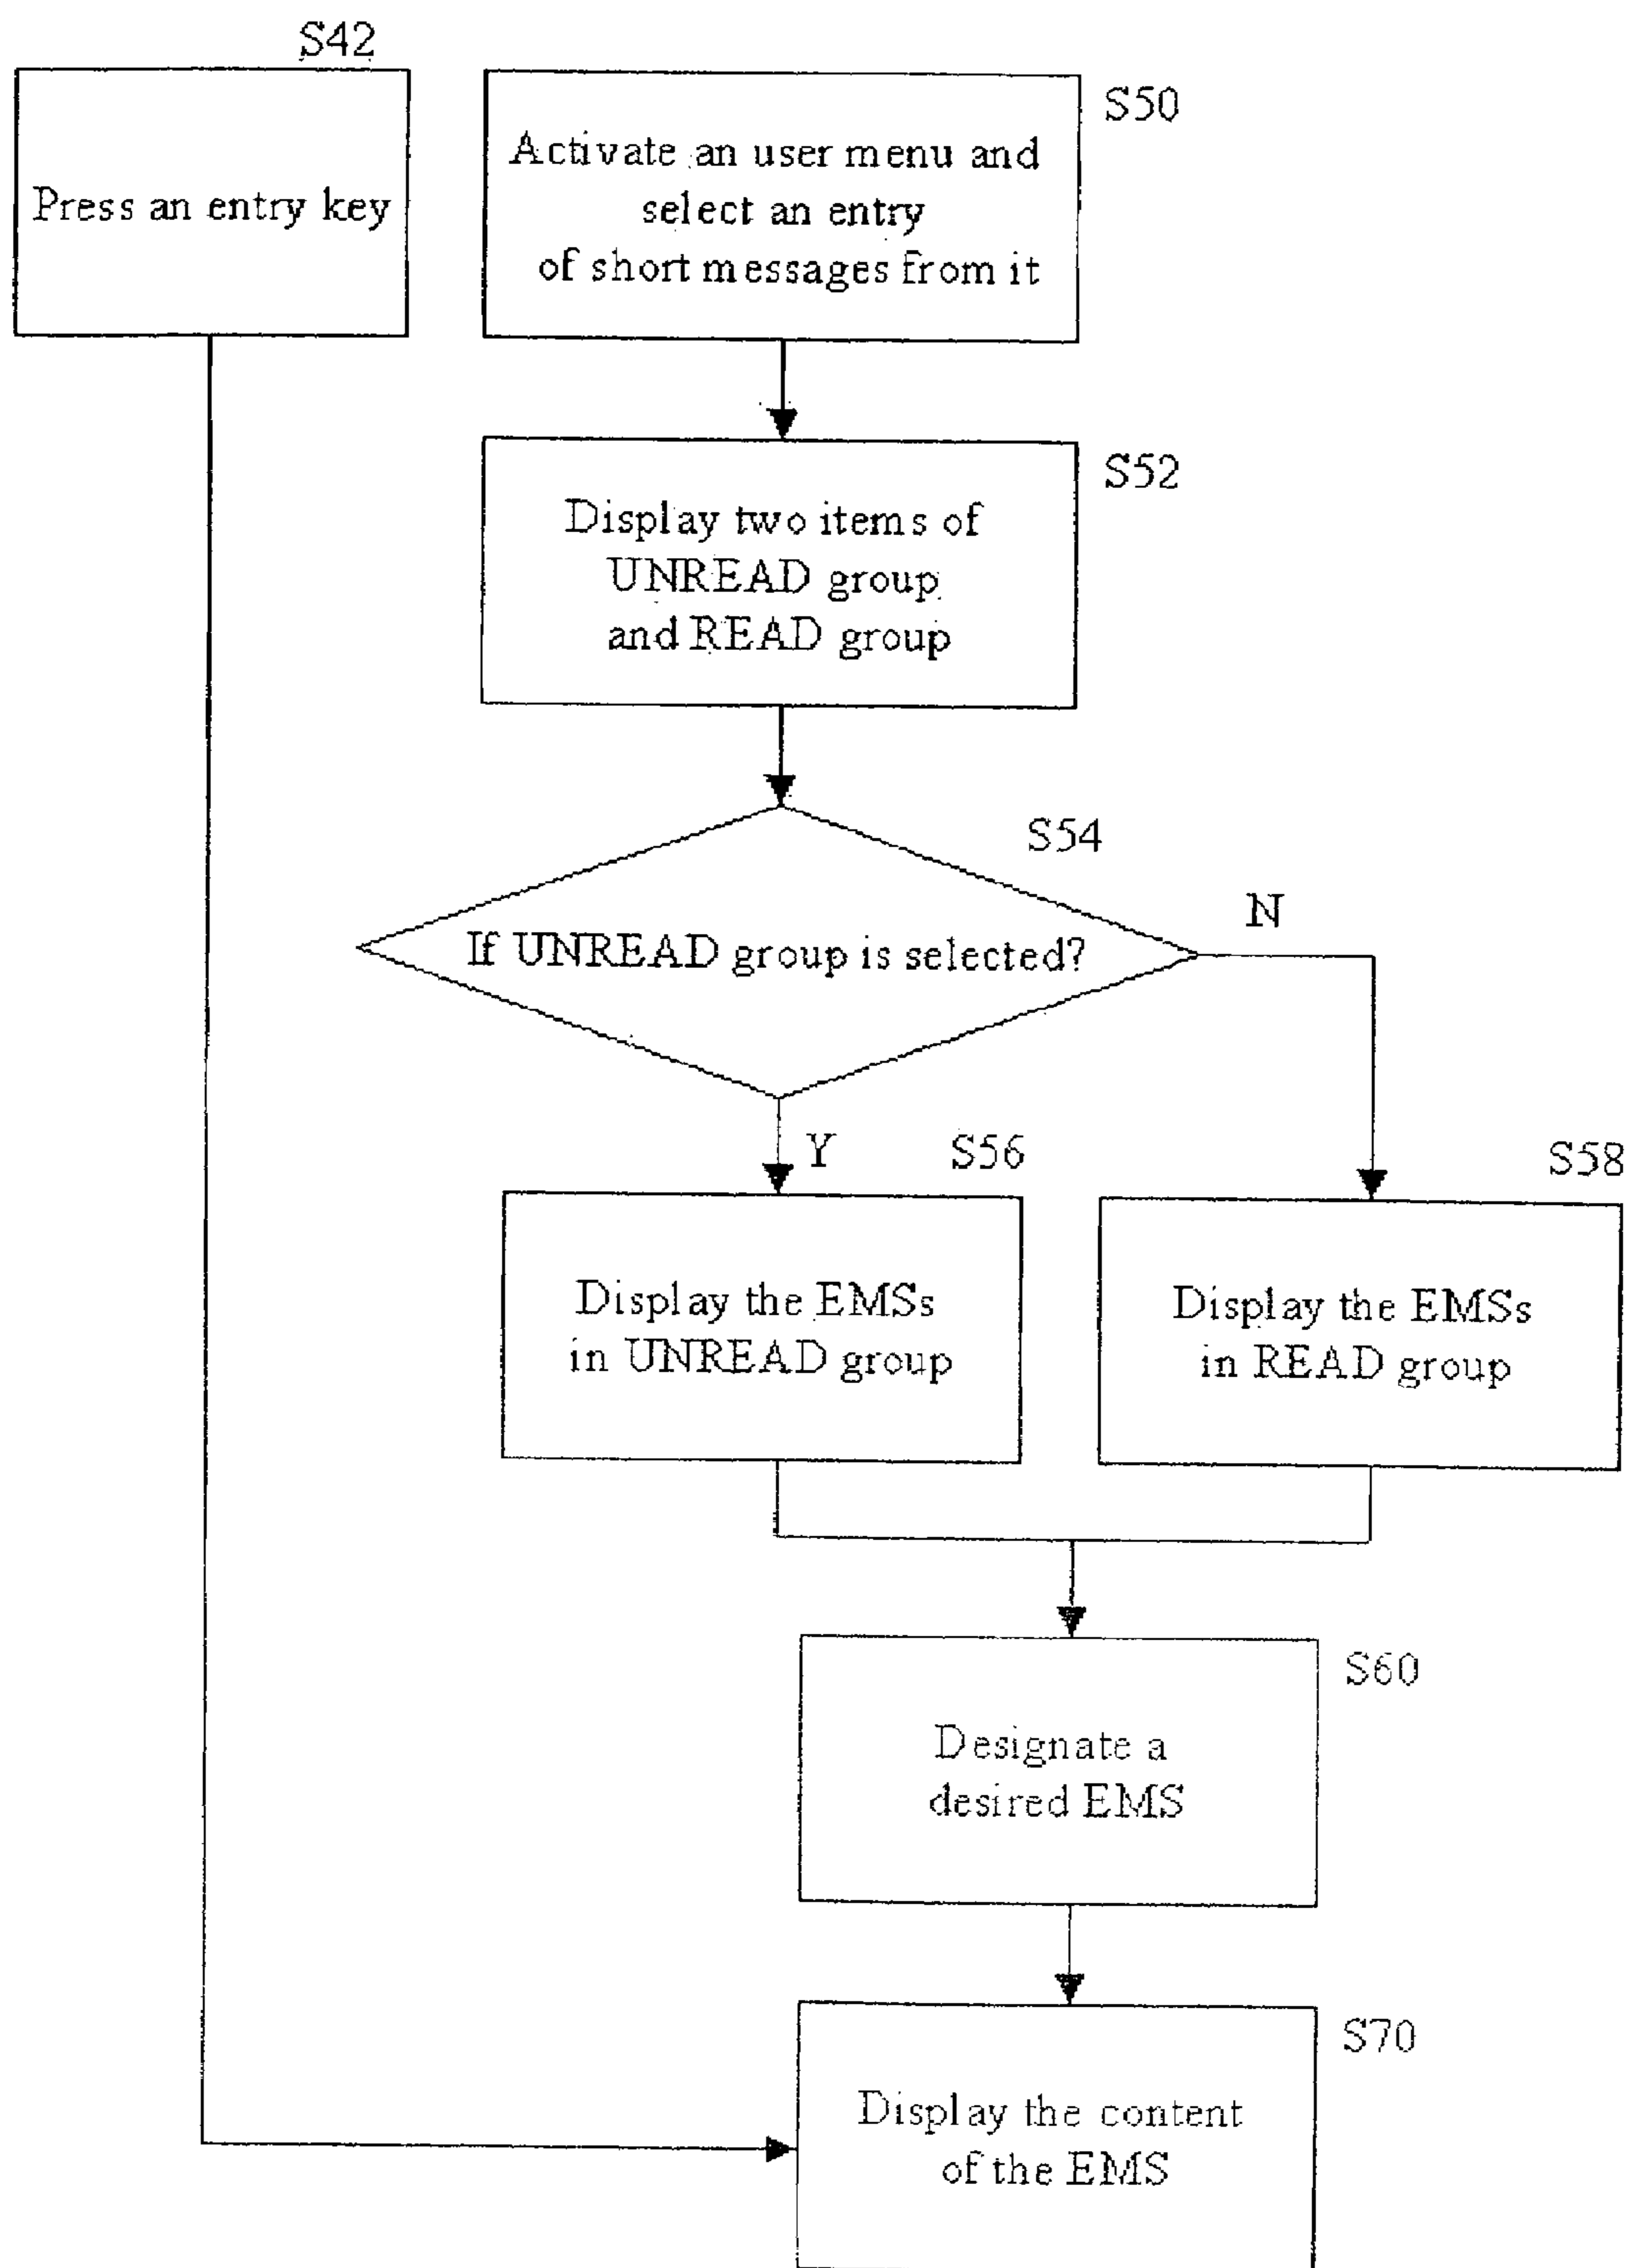 S42
Press an entry key
S50
Activate an user menu and
select an entry
of short messages from it
S52
Display two items of
UNREAD group
and READ group
S54
If UNREAD group is selected?
N
Y
S56
Display the EMSs
in UNREAD group
S58
Display the EMSs
in READ group
S60
Designate a
desired EMS
S70
Display the content
of the EMS